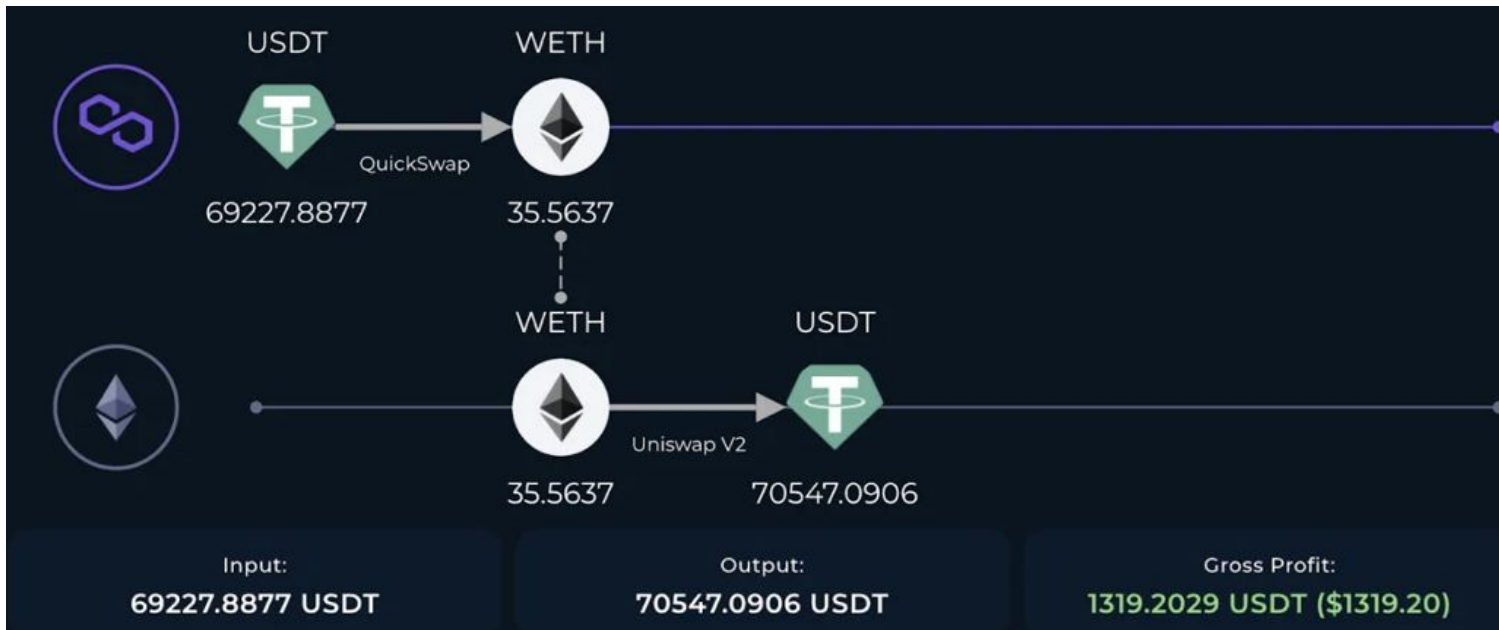 USDT WETH
QuickSwap
69227.8877 35.5637
WETH USDT
Uniswap V2
35.5637 70547.0906
Input: Output: Gross Profit:
69227.8877 USDT 70547.0906 USDT 1319.2029 USDT ($1319.20)